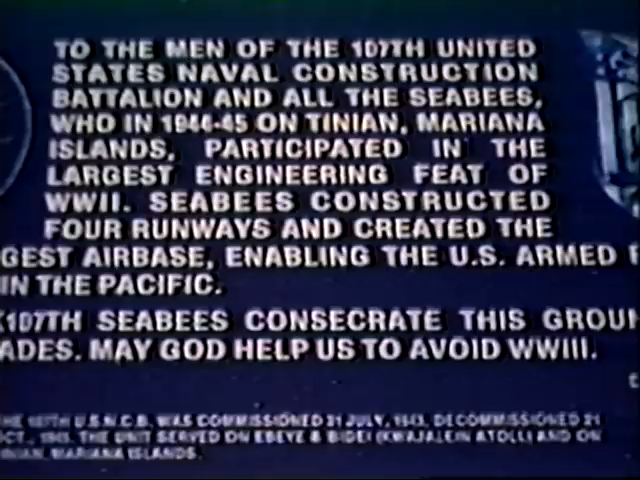 TO THE MEN OF THE 107TH UNITED
STATES NAVAL CONSTRUCTION
BATTALION AND ALL THE SEABEES,
WHO IN 1944-45 ON TINIAN, MARIANA
ISLANDS, PARTICIPATED IN THE
LARGEST ENGINEERING FEAT OF
WWII. SEABEES CONSTRUCTED
FOUR RUNWAYS AND CREATED THE
GEST AIRBASE, ENABLING THE U.S. ARMED F
IN THE PACIFIC.
107TH SEABEES CONSECRATE THIS GROUN
ADES. MAY GOD HELP US TO AVOID WWIII.
HE 107TH U.S.N.C.B. WAS COMMISSIONED 21 JULY, 1943, DECOMMISSIONED 21
OCT., 1945. THE UNIT SERVED ON EBEYE & BIGEJ (KWAJALEIN ATOLL) AND ON
INIAN, MARIANA ISLANDS.